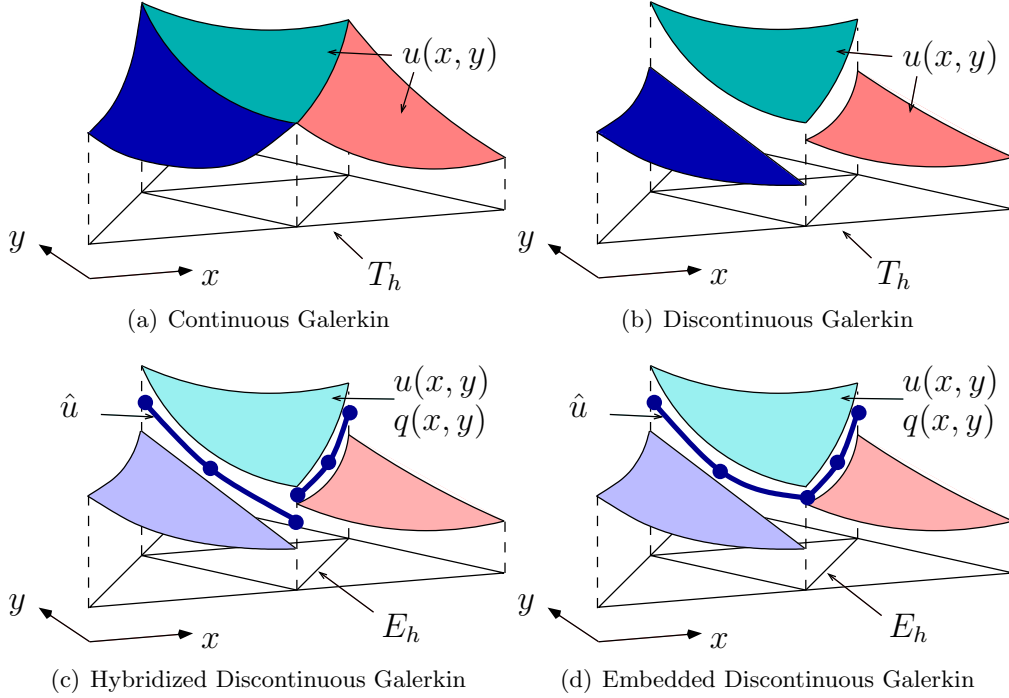 u(x, y)
y
x
T_h
(a) Continuous Galerkin
u(x, y)
y
x
T_h
(b) Discontinuous Galerkin
û
u(x, y)
q(x, y)
y
x
E_h
(c) Hybridized Discontinuous Galerkin
û
u(x, y)
q(x, y)
y
x
E_h
(d) Embedded Discontinuous Galerkin